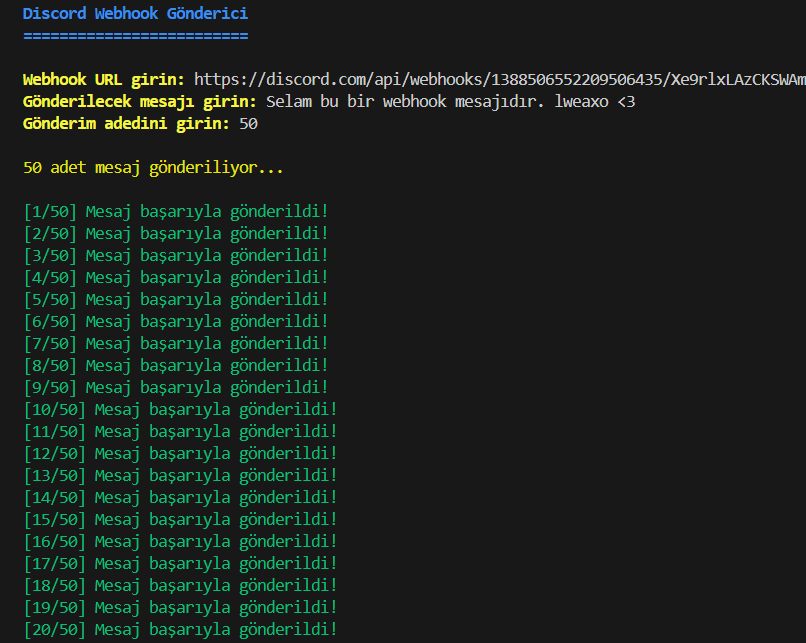 Discord Webhook Gönderici
=========================
Webhook URL girin: https://discord.com/api/webhooks/1388506552209506435/Xe9rlxLAzCKSWAm
Gönderilecek mesajı girin: Selam bu bir webhook mesajıdır. lweaxo <3
Gönderim adedini girin: 50
50 adet mesaj gönderiliyor...
[1/50] Mesaj başarıyla gönderildi!
[2/50] Mesaj başarıyla gönderildi!
[3/50] Mesaj başarıyla gönderildi!
[4/50] Mesaj başarıyla gönderildi!
[5/50] Mesaj başarıyla gönderildi!
[6/50] Mesaj başarıyla gönderildi!
[7/50] Mesaj başarıyla gönderildi!
[8/50] Mesaj başarıyla gönderildi!
[9/50] Mesaj başarıyla gönderildi!
[10/50] Mesaj başarıyla gönderildi!
[11/50] Mesaj başarıyla gönderildi!
[12/50] Mesaj başarıyla gönderildi!
[13/50] Mesaj başarıyla gönderildi!
[14/50] Mesaj başarıyla gönderildi!
[15/50] Mesaj başarıyla gönderildi!
[16/50] Mesaj başarıyla gönderildi!
[17/50] Mesaj başarıyla gönderildi!
[18/50] Mesaj başarıyla gönderildi!
[19/50] Mesaj başarıyla gönderildi!
[20/50] Mesaj başarıyla gönderildi!